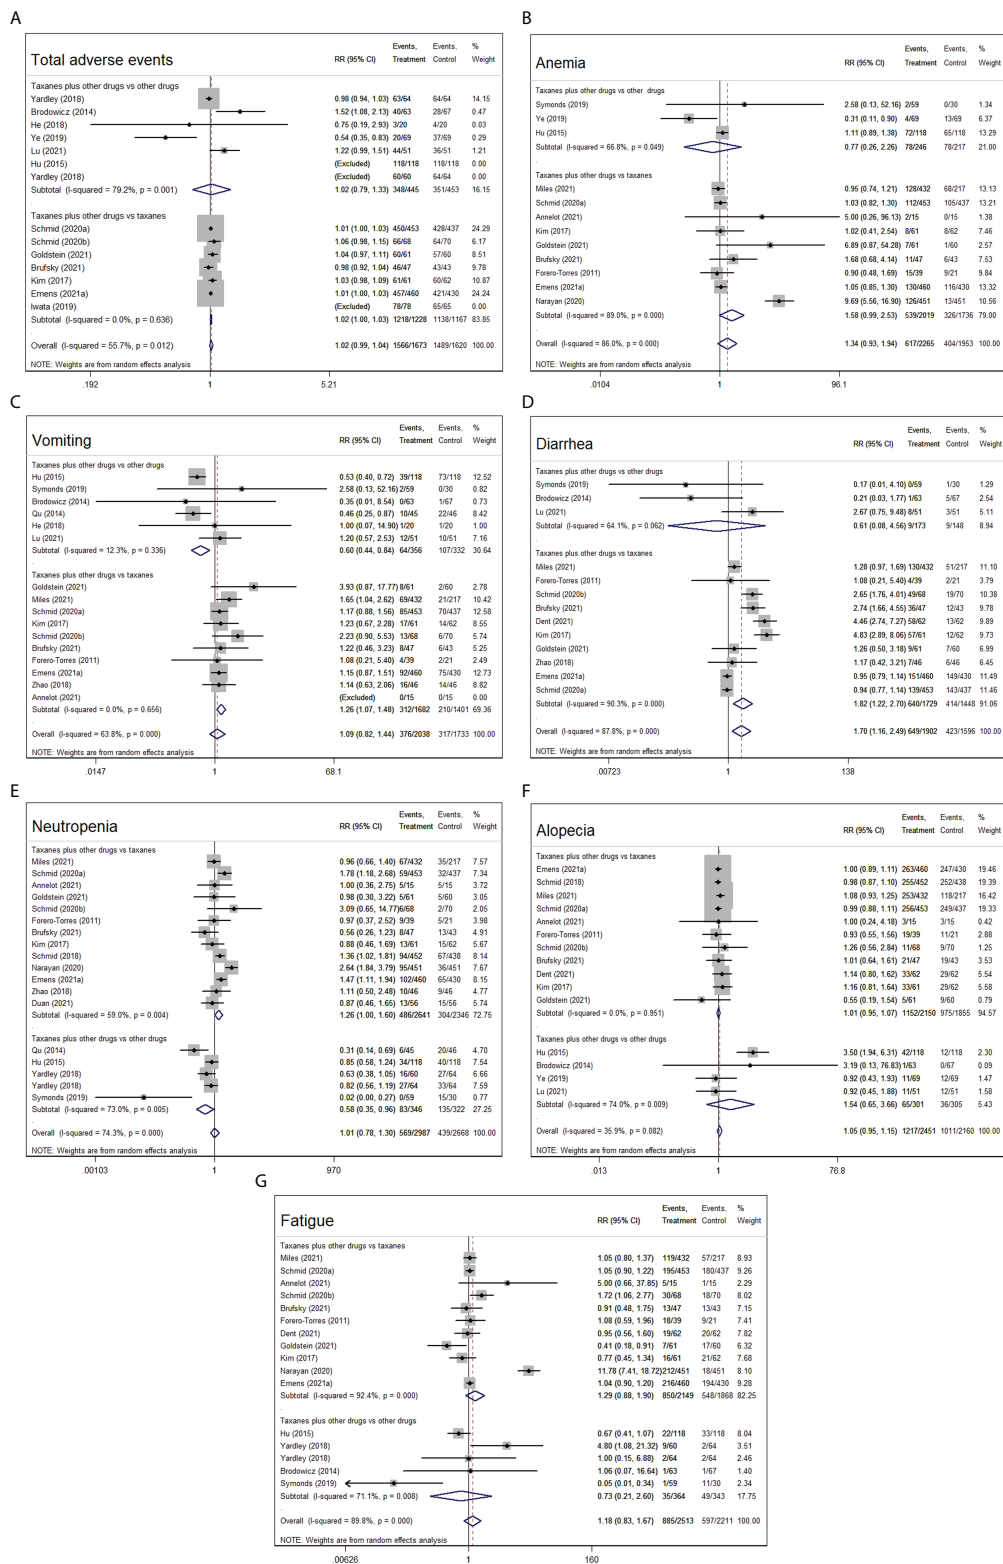 A
Total adverse events
RR (95% CI)
Events, Treatment
Events, Control
% Weight
Taxanes plus other drugs vs other drugs
Yardley (2018) 0.98 (0.94, 1.03) 63/64 64/64 14.15
Brodowicz (2014) 1.52 (1.08, 2.13) 40/63 28/67 0.47
He (2018) 0.75 (0.19, 2.93) 3/20 4/20 0.03
Ye (2019) 0.54 (0.35, 0.83) 20/69 37/69 0.29
Lu (2021) 1.22 (0.99, 1.51) 44/51 36/51 1.21
Hu (2015) (Excluded) 118/118 118/118 0.00
Yardley (2018) (Excluded) 60/60 64/64 0.00
Subtotal (I-squared = 79.2%, p = 0.001) 1.02 (0.79, 1.33) 348/445 351/453 16.15
Taxanes plus other drugs vs taxanes
Schmid (2020a) 1.01 (1.00, 1.03) 450/453 428/437 24.29
Schmid (2020b) 1.06 (0.98, 1.15) 66/68 64/70 6.17
Goldstein (2021) 1.04 (0.97, 1.11) 60/61 57/60 8.51
Brufsky (2021) 0.98 (0.92, 1.04) 46/47 43/43 9.78
Kim (2017) 1.03 (0.98, 1.09) 61/61 60/62 10.87
Emens (2021a) 1.01 (1.00, 1.03) 457/460 421/430 24.24
Iwata (2019) (Excluded) 78/78 65/65 0.00
Subtotal (I-squared = 0.0%, p = 0.636) 1.02 (1.00, 1.03) 1218/1228 1138/1167 83.85
Overall (I-squared = 55.7%, p = 0.012) 1.02 (0.99, 1.04) 1566/1673 1489/1620 100.00
NOTE: Weights are from random effects analysis
.192 1 5.21
B
Anemia
RR (95% CI)
Events, Treatment
Events, Control
% Weight
Taxanes plus other drugs vs other drugs
Symonds (2019) 2.58 (0.13, 52.16) 2/59 0/30 1.34
Ye (2019) 0.31 (0.11, 0.90) 4/69 13/69 6.37
Hu (2015) 1.11 (0.89, 1.38) 72/118 65/118 13.29
Subtotal (I-squared = 66.8%, p = 0.049) 0.77 (0.26, 2.26) 78/246 78/217 21.00
Taxanes plus other drugs vs taxanes
Miles (2021) 0.95 (0.74, 1.21) 128/432 68/217 13.13
Schmid (2020a) 1.03 (0.82, 1.30) 112/453 105/437 13.21
Annelot (2021) 5.00 (0.26, 96.13) 2/15 0/15 1.38
Kim (2017) 1.02 (0.41, 2.54) 8/61 8/62 7.46
Goldstein (2021) 6.89 (0.87, 54.28) 7/61 1/60 2.57
Brufsky (2021) 1.68 (0.68, 4.14) 11/47 6/43 7.53
Forero-Torres (2011) 0.90 (0.48, 1.69) 15/39 9/21 9.84
Emens (2021a) 1.05 (0.85, 1.30) 130/460 116/430 13.32
Narayan (2020) 9.69 (5.56, 16.90) 126/451 13/451 10.56
Subtotal (I-squared = 89.0%, p = 0.000) 1.58 (0.99, 2.53) 539/2019 326/1736 79.00
Overall (I-squared = 86.0%, p = 0.000) 1.34 (0.93, 1.94) 617/2265 404/1953 100.00
NOTE: Weights are from random effects analysis
.0104 1 96.1
C
Vomiting
RR (95% CI)
Events, Treatment
Events, Control
% Weight
Taxanes plus other drugs vs other drugs
Hu (2015) 0.53 (0.40, 0.72) 39/118 73/118 12.52
Symonds (2019) 2.58 (0.13, 52.16) 2/59 0/30 0.82
Brodowicz (2014) 0.35 (0.01, 8.54) 0/63 1/67 0.73
Qu (2014) 0.46 (0.25, 0.87) 10/45 22/46 8.42
He (2018) 1.00 (0.07, 14.90) 1/20 1/20 1.00
Lu (2021) 1.20 (0.57, 2.53) 12/51 10/51 7.16
Subtotal (I-squared = 12.3%, p = 0.336) 0.60 (0.44, 0.84) 64/356 107/332 30.64
Taxanes plus other drugs vs taxanes
Goldstein (2021) 3.93 (0.87, 17.77) 8/61 2/60 2.78
Miles (2021) 1.65 (1.04, 2.62) 69/432 21/217 10.42
Schmid (2020a) 1.17 (0.88, 1.56) 85/453 70/437 12.58
Kim (2017) 1.23 (0.67, 2.28) 17/61 14/62 8.55
Schmid (2020b) 2.23 (0.90, 5.53) 13/68 6/70 5.74
Brufsky (2021) 1.22 (0.46, 3.23) 8/47 6/43 5.25
Forero-Torres (2011) 1.08 (0.21, 5.40) 4/39 2/21 2.49
Emens (2021a) 1.15 (0.87, 1.51) 92/460 75/430 12.73
Zhao (2018) 1.14 (0.63, 2.06) 16/46 14/46 8.82
Annelot (2021) (Excluded) 0/15 0/15 0.00
Subtotal (I-squared = 0.0%, p = 0.656) 1.26 (1.07, 1.48) 312/1682 210/1401 69.36
Overall (I-squared = 63.8%, p = 0.000) 1.09 (0.82, 1.44) 376/2038 317/1733 100.00
NOTE: Weights are from random effects analysis
.0147 1 68.1
D
Diarrhea
RR (95% CI)
Events, Treatment
Events, Control
% Weight
Taxanes plus other drugs vs other drugs
Symonds (2019) 0.17 (0.01, 4.10) 0/59 1/30 1.29
Brodowicz (2014) 0.21 (0.03, 1.77) 1/63 5/67 2.54
Lu (2021) 2.67 (0.75, 9.48) 8/51 3/51 5.11
Subtotal (I-squared = 64.1%, p = 0.062) 0.61 (0.08, 4.56) 9/173 9/148 8.94
Taxanes plus other drugs vs taxanes
Miles (2021) 1.28 (0.97, 1.69) 130/432 51/217 11.10
Forero-Torres (2011) 1.08 (0.21, 5.40) 4/39 2/21 3.79
Schmid (2020b) 2.65 (1.76, 4.01) 49/68 19/70 10.38
Brufsky (2021) 2.74 (1.66, 4.55) 36/47 12/43 9.78
Dent (2021) 4.46 (2.74, 7.27) 58/62 13/62 9.89
Kim (2017) 4.83 (2.89, 8.06) 57/61 12/62 9.73
Goldstein (2021) 1.26 (0.50, 3.18) 9/61 7/60 6.99
Zhao (2018) 1.17 (0.42, 3.21) 7/46 6/46 6.45
Emens (2021a) 0.95 (0.79, 1.14) 151/460 149/430 11.49
Schmid (2020a) 0.94 (0.77, 1.14) 139/453 143/437 11.46
Subtotal (I-squared = 90.3%, p = 0.000) 1.82 (1.22, 2.70) 640/1729 414/1448 91.06
Overall (I-squared = 87.8%, p = 0.000) 1.70 (1.16, 2.49) 649/1902 423/1596 100.00
NOTE: Weights are from random effects analysis
.00723 1 138
E
Neutropenia
RR (95% CI)
Events, Treatment
Events, Control
% Weight
Taxanes plus other drugs vs taxanes
Miles (2021) 0.96 (0.66, 1.40) 67/432 35/217 7.57
Schmid (2020a) 1.78 (1.18, 2.68) 59/453 32/437 7.34
Annelot (2021) 1.00 (0.36, 2.75) 5/15 5/15 3.72
Goldstein (2021) 0.98 (0.30, 3.22) 5/61 5/60 3.05
Schmid (2020b) 3.09 (0.65, 14.77) 6/68 2/70 2.05
Forero-Torres (2011) 0.97 (0.37, 2.52) 9/39 5/21 3.98
Brufsky (2021) 0.56 (0.26, 1.23) 8/47 13/43 4.91
Kim (2017) 0.88 (0.46, 1.69) 13/61 15/62 5.67
Schmid (2018) 1.36 (1.02, 1.81) 94/452 67/438 8.14
Narayan (2020) 2.64 (1.84, 3.79) 95/451 36/451 7.67
Emens (2021a) 1.47 (1.11, 1.94) 102/460 65/430 8.15
Zhao (2018) 1.11 (0.50, 2.48) 10/46 9/46 4.77
Duan (2021) 0.87 (0.46, 1.65) 13/56 15/56 5.74
Subtotal (I-squared = 59.0%, p = 0.004) 1.26 (1.00, 1.60) 486/2641 304/2346 72.75
Taxanes plus other drugs vs other drugs
Qu (2014) 0.31 (0.14, 0.69) 6/45 20/46 4.70
Hu (2015) 0.85 (0.58, 1.24) 34/118 40/118 7.54
Yardley (2018) 0.63 (0.38, 1.05) 16/60 27/64 6.66
Yardley (2018) 0.82 (0.56, 1.19) 27/64 33/64 7.59
Symonds (2019) 0.02 (0.00, 0.27) 0/59 15/30 0.77
Subtotal (I-squared = 73.0%, p = 0.005) 0.58 (0.35, 0.96) 83/346 135/322 27.25
Overall (I-squared = 74.3%, p = 0.000) 1.01 (0.78, 1.30) 569/2987 439/2668 100.00
NOTE: Weights are from random effects analysis
.00103 1 970
F
Alopecia
RR (95% CI)
Events, Treatment
Events, Control
% Weight
Taxanes plus other drugs vs taxanes
Emens (2021a) 1.00 (0.89, 1.11) 263/460 247/430 19.46
Schmid (2018) 0.98 (0.87, 1.10) 255/452 252/438 19.39
Miles (2021) 1.08 (0.93, 1.25) 253/432 118/217 16.42
Schmid (2020a) 0.99 (0.88, 1.11) 256/453 249/437 19.33
Annelot (2021) 1.00 (0.24, 4.18) 3/15 3/15 0.42
Forero-Torres (2011) 0.93 (0.55, 1.56) 19/39 11/21 2.88
Schmid (2020b) 1.26 (0.56, 2.84) 11/68 9/70 1.25
Brufsky (2021) 1.01 (0.64, 1.61) 21/47 19/43 3.53
Dent (2021) 1.14 (0.80, 1.62) 33/62 29/62 5.54
Kim (2017) 1.16 (0.81, 1.64) 33/61 29/62 5.58
Goldstein (2021) 0.55 (0.19, 1.54) 5/61 9/60 0.79
Subtotal (I-squared = 0.0%, p = 0.951) 1.01 (0.95, 1.07) 1152/2150 975/1855 94.57
Taxanes plus other drugs vs other drugs
Hu (2015) 3.50 (1.94, 6.31) 42/118 12/118 2.30
Brodowicz (2014) 3.19 (0.13, 76.83) 1/63 0/67 0.09
Ye (2019) 0.92 (0.43, 1.93) 11/69 12/69 1.47
Lu (2021) 0.92 (0.45, 1.88) 11/51 12/51 1.58
Subtotal (I-squared = 74.0%, p = 0.009) 1.54 (0.65, 3.66) 65/301 36/305 5.43
Overall (I-squared = 35.9%, p = 0.082) 1.05 (0.95, 1.15) 1217/2451 1011/2160 100.00
NOTE: Weights are from random effects analysis
.013 1 76.8
G
Fatigue
RR (95% CI)
Events, Treatment
Events, Control
% Weight
Taxanes plus other drugs vs taxanes
Miles (2021) 1.05 (0.80, 1.37) 119/432 57/217 8.93
Schmid (2020a) 1.05 (0.90, 1.22) 195/453 180/437 9.26
Annelot (2021) 5.00 (0.66, 37.85) 5/15 1/15 2.29
Schmid (2020b) 1.72 (1.06, 2.77) 30/68 18/70 8.02
Brufsky (2021) 0.91 (0.48, 1.75) 13/47 13/43 7.15
Forero-Torres (2011) 1.08 (0.59, 1.96) 18/39 9/21 7.41
Dent (2021) 0.95 (0.56, 1.60) 19/62 20/62 7.82
Goldstein (2021) 0.41 (0.18, 0.91) 7/61 17/60 6.32
Kim (2017) 0.77 (0.45, 1.34) 16/61 21/62 7.68
Narayan (2020) 11.78 (7.41, 18.72) 212/451 18/451 8.10
Emens (2021a) 1.04 (0.90, 1.20) 216/460 194/430 9.28
Subtotal (I-squared = 92.4%, p = 0.000) 1.29 (0.88, 1.90) 850/2149 548/1868 82.25
Taxanes plus other drugs vs other drugs
Hu (2015) 0.67 (0.41, 1.07) 22/118 33/118 8.04
Yardley (2018) 4.80 (1.08, 21.32) 9/60 2/64 3.51
Yardley (2018) 1.00 (0.15, 6.88) 2/64 2/64 2.46
Brodowicz (2014) 1.06 (0.07, 16.64) 1/63 1/67 1.40
Symonds (2019) 0.05 (0.01, 0.34) 1/59 11/30 2.34
Subtotal (I-squared = 71.1%, p = 0.008) 0.73 (0.21, 2.60) 35/364 49/343 17.75
Overall (I-squared = 89.8%, p = 0.000) 1.18 (0.83, 1.67) 885/2513 597/2211 100.00
NOTE: Weights are from random effects analysis
.00626 1 160